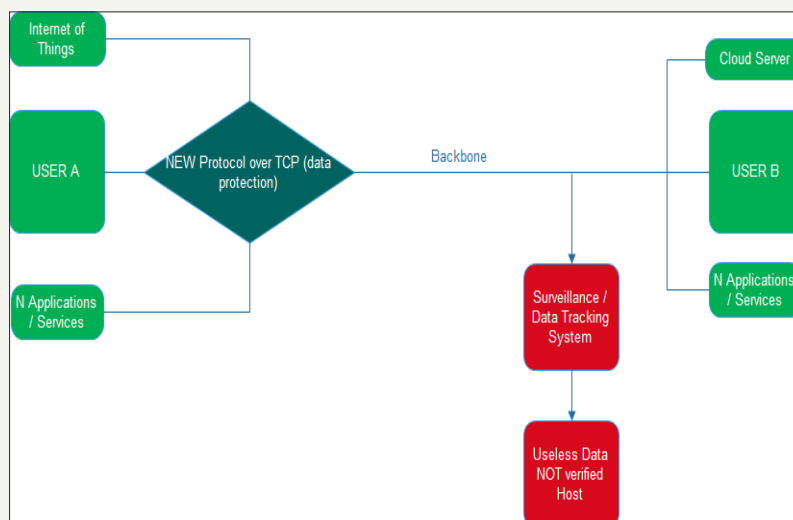 Internet of
Things
Cloud Server
USER A
NEW Protocol over TCP (data
protection)
Backbone
USER B
N Applications
/ Services
Surveillance /
Data Tracking
System
N Applications
/ Services
Useless Data
NOT verified
Host